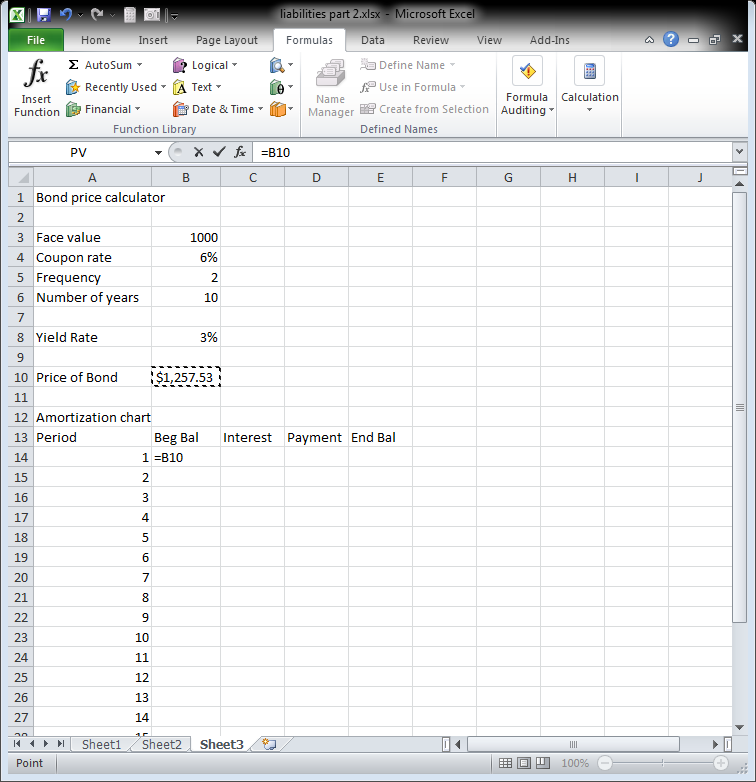 liabilities part 2.xlsx - Microsoft Excel
File Home Insert Page Layout Formulas Data Review View Add-Ins
fx Insert Function
Σ AutoSum
Recently Used
Financial
Logical
A Text
Date & Time
θ
Function Library
Name Manager
Define Name
fx Use in Formula
Create from Selection
Defined Names
Formula Auditing
Calculation
PV fx =B10
A B C D E F G H I J
1 Bond price calculator
2
3 Face value 1000
4 Coupon rate 6%
5 Frequency 2
6 Number of years 10
7
8 Yield Rate 3%
9
10 Price of Bond $1,257.53
11
12 Amortization chart
13 Period Beg Bal Interest Payment End Bal
14 1 =B10
15 2
16 3
17 4
18 5
19 6
20 7
21 8
22 9
23 10
24 11
25 12
26 13
27 14
Sheet1 Sheet2 Sheet3
Point 100%